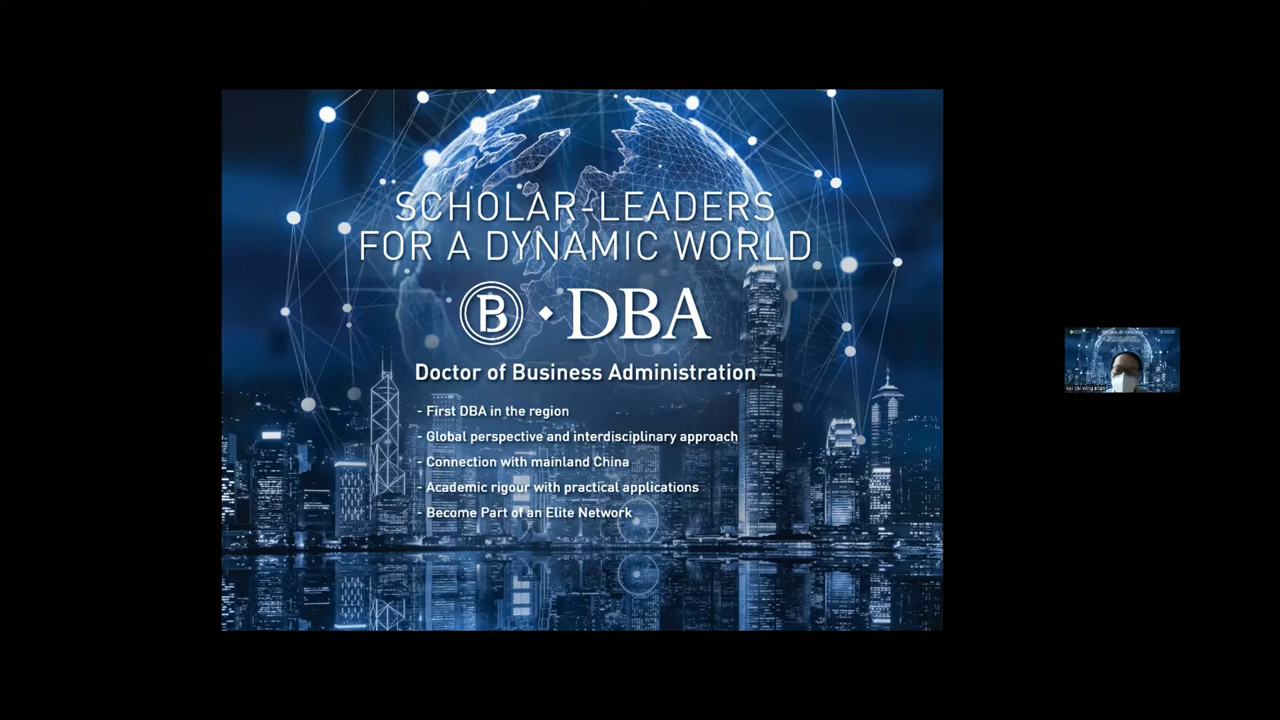 SCHOLAR-LEADERS
FOR A DYNAMIC WORLD
B · DBA
Doctor of Business Administration
- First DBA in the region
- Global perspective and interdisciplinary approach
- Connection with mainland China
- Academic rigour with practical applications
- Become Part of an Elite Network